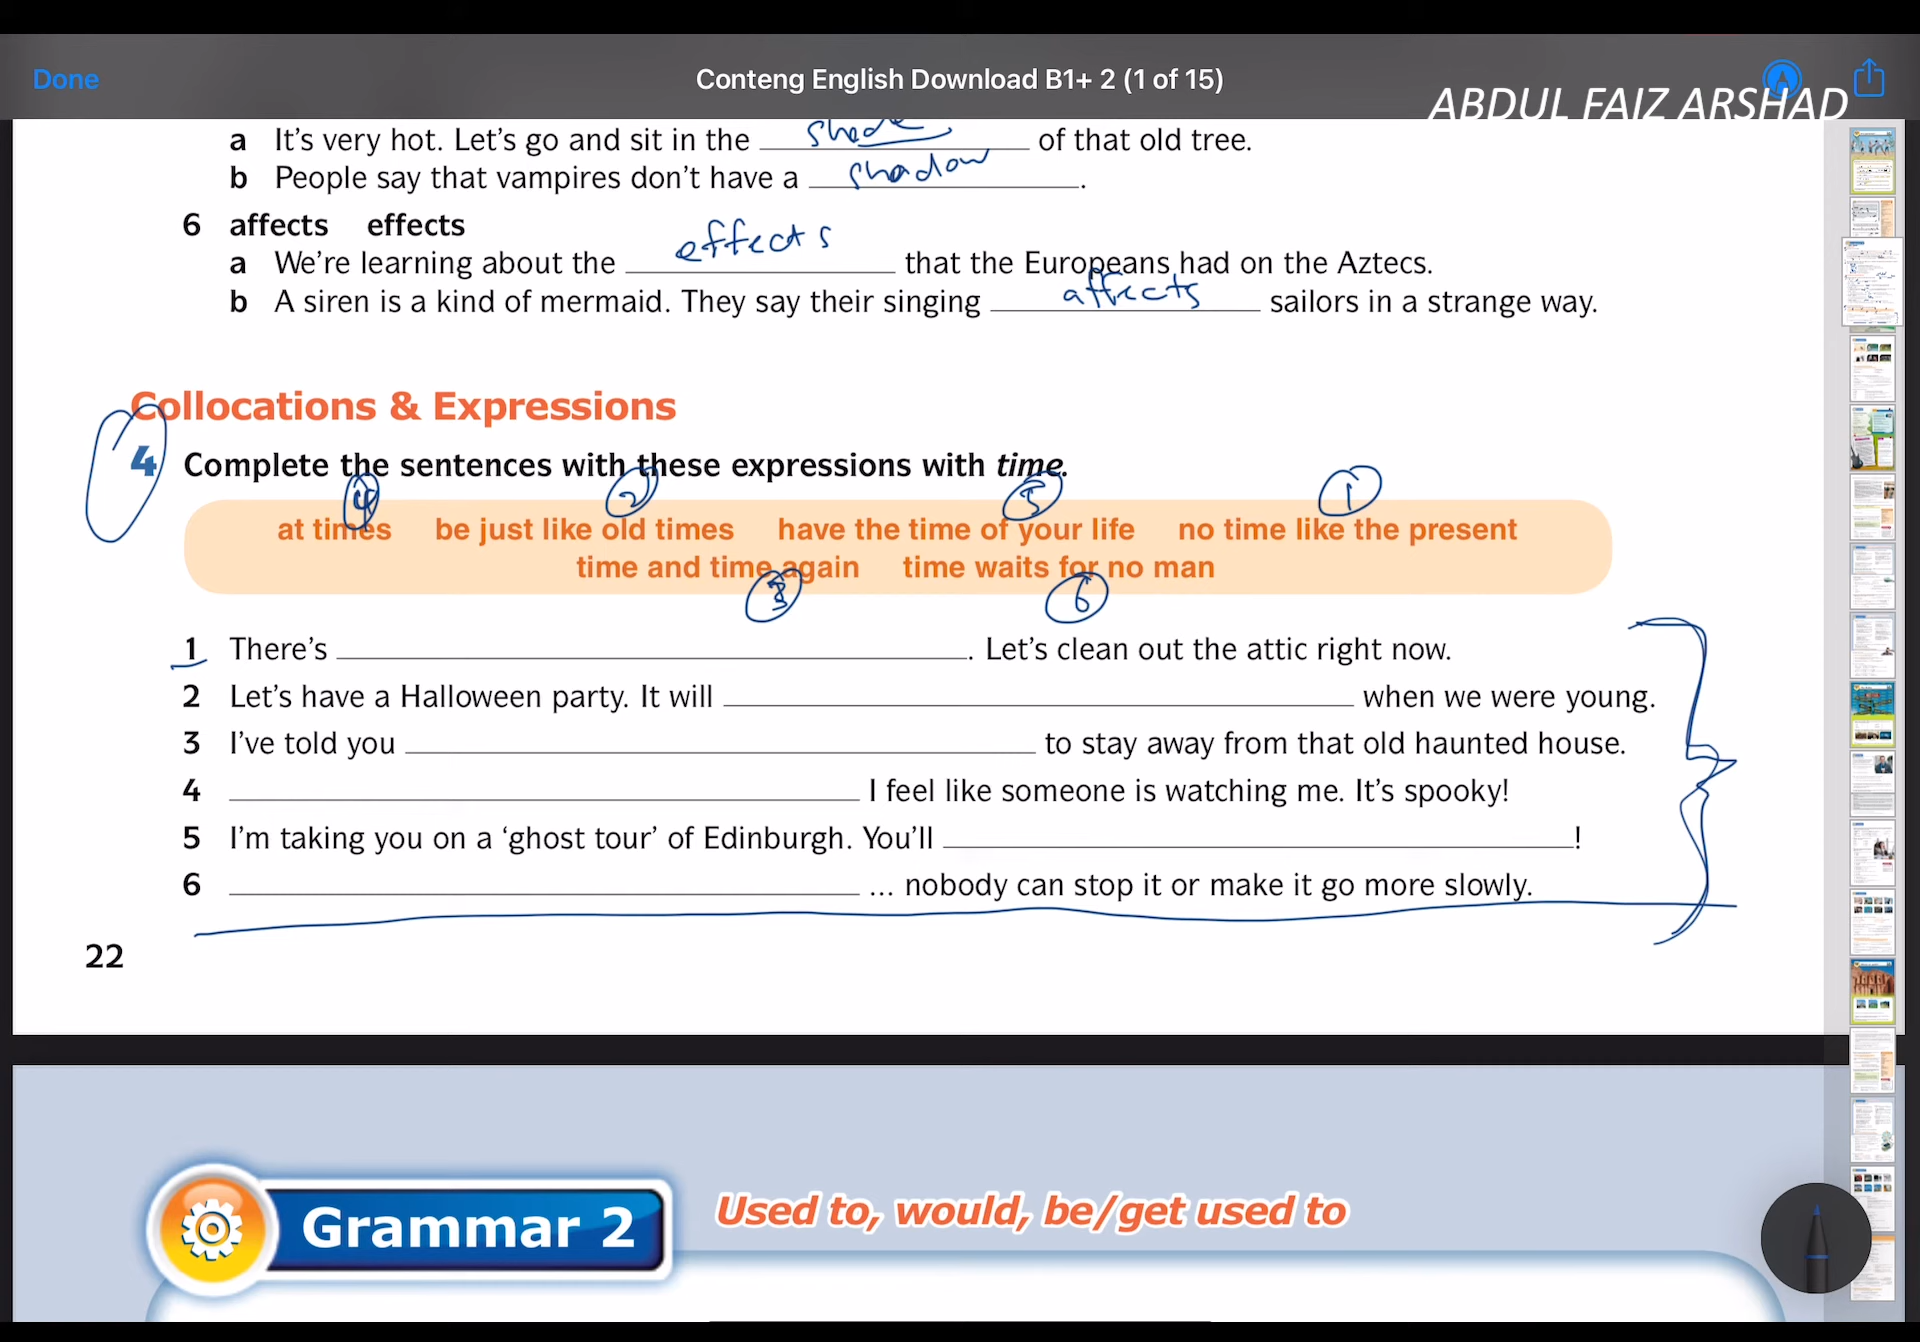 Done
Conteng English Download B1+ 2 (1 of 15)
ABDUL FAIZ ARSHAD
a It's very hot. Let's go and sit in the shade of that old tree.
b People say that vampires don't have a shadow.
6 affects effects
a We're learning about the effects that the Europeans had on the Aztecs.
b A siren is a kind of mermaid. They say their singing affects sailors in a strange way.
Collocations & Expressions
4 Complete the sentences with these expressions with time.
4 2 5 1
at times be just like old times have the time of your life no time like the present
time and time again time waits for no man
3 6
1 There's ______. Let's clean out the attic right now.
2 Let's have a Halloween party. It will ______ when we were young.
3 I've told you ______ to stay away from that old haunted house.
4 ______ I feel like someone is watching me. It's spooky!
5 I'm taking you on a ‘ghost tour’ of Edinburgh. You'll ______!
6 ______ ... nobody can stop it or make it go more slowly.
22
Grammar 2 Used to, would, be/get used to